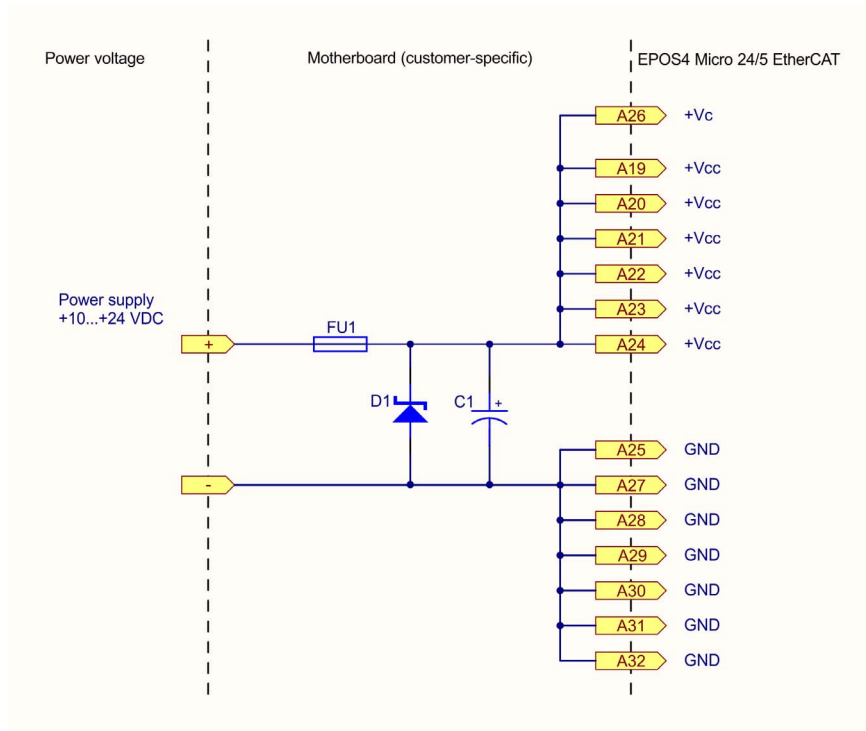 Power voltage
Motherboard (customer-specific)
EPOS4 Micro 24/5 EtherCAT
A26 +Vc
A19 +Vcc
A20 +Vcc
A21 +Vcc
A22 +Vcc
A23 +Vcc
Power supply
+10...+24 VDC
+
FU1
A24 +Vcc
D1
C1 +
A25 GND
-
A27 GND
A28 GND
A29 GND
A30 GND
A31 GND
A32 GND